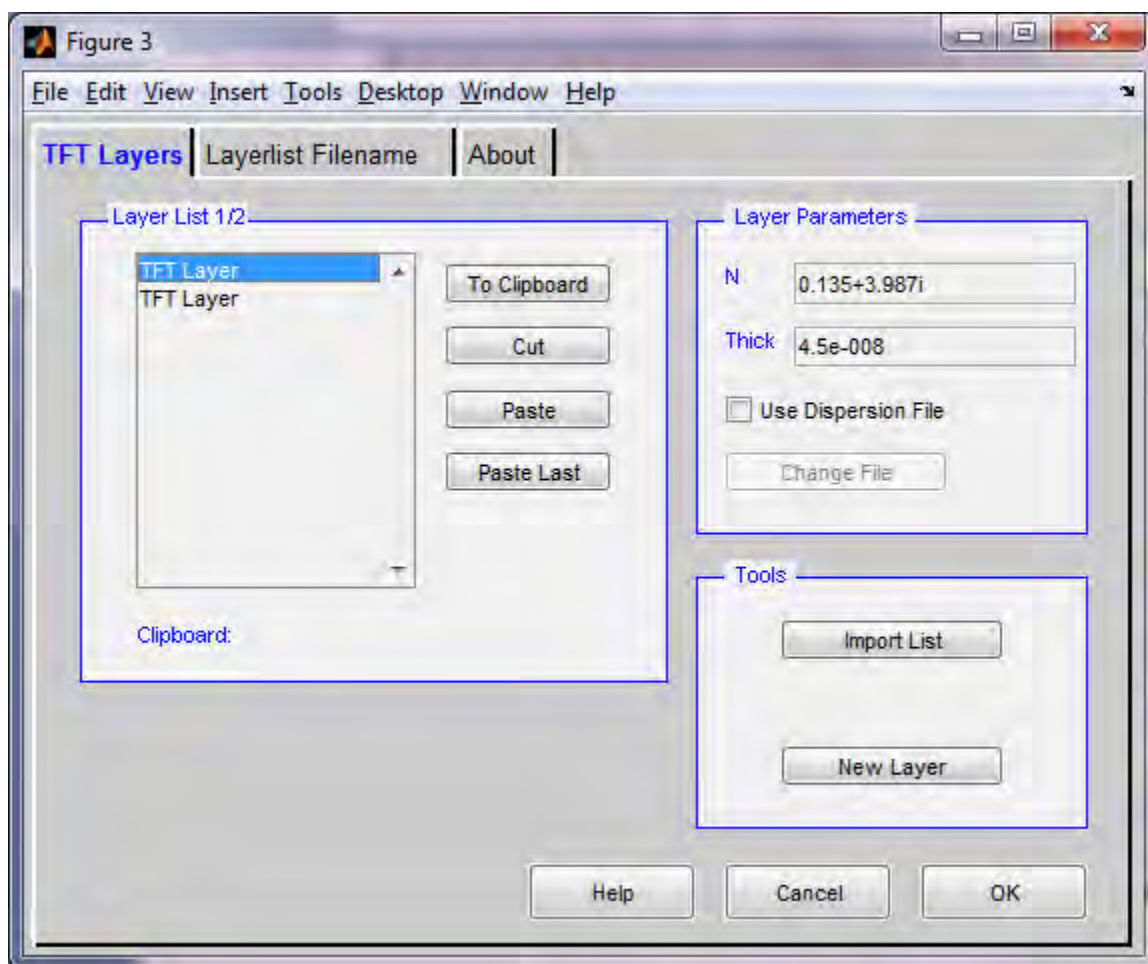 Figure 3
File Edit View Insert Tools Desktop Window Help
TFT Layers Layerlist Filename About
Layer List 1/2
TFT Layer
TFT Layer
To Clipboard
Cut
Paste
Paste Last
Clipboard:
Layer Parameters
N 0.135+3.987i
Thick 4.5e-008
Use Dispersion File
Change File
Tools
Import List
New Layer
Help Cancel OK